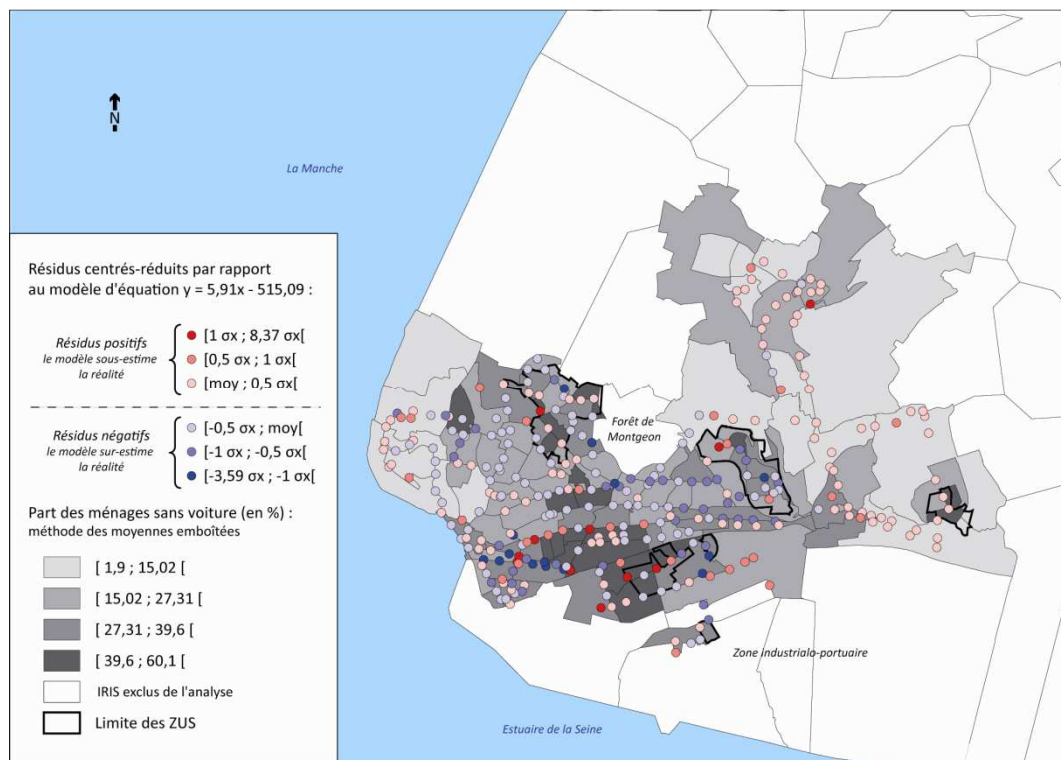 N
La Manche
Résidus centrés-réduits par rapport
au modèle d'équation y = 5,91x - 515,09 :
Résidus positifs
le modèle sous-estime
la réalité
[1 σx ; 8,37 σx[
[0,5 σx ; 1 σx[
[moy ; 0,5 σx[
Résidus négatifs
le modèle sur-estime
la réalité
[-0,5 σx ; moy[
[-1 σx ; -0,5 σx[
[-3,59 σx ; -1 σx[
Part des ménages sans voiture (en %) :
méthode des moyennes emboîtées
[ 1,9 ; 15,02 [
[ 15,02 ; 27,31 [
[ 27,31 ; 39,6 [
[ 39,6 ; 60,1 [
IRIS exclus de l'analyse
Limite des ZUS
Forêt de
Montgeon
Zone industrialo-portuaire
Estuaire de la Seine